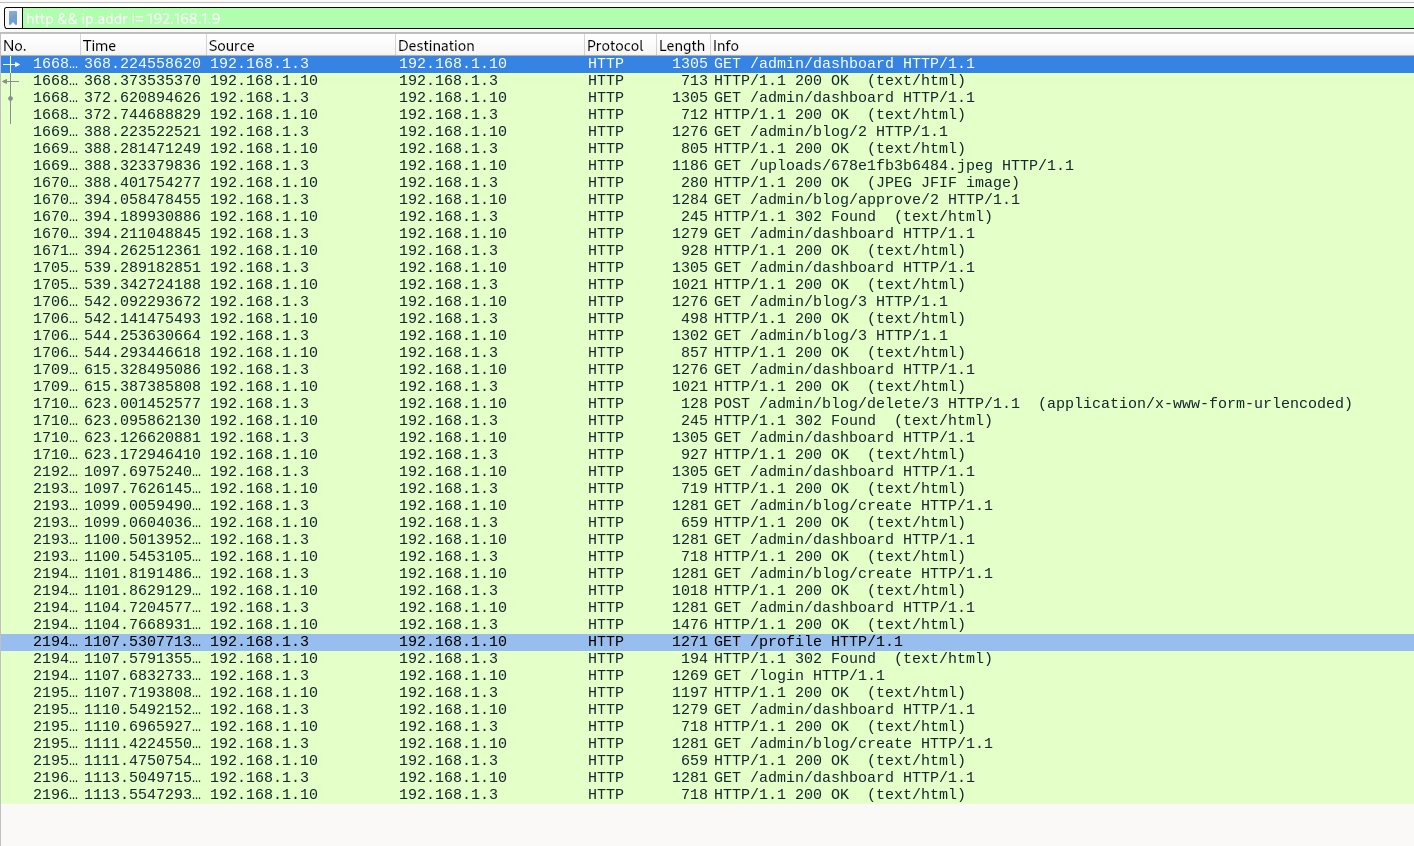 http && ip.addr != 192.168.1.9
No. Time Source Destination Protocol Length Info
1668… 368.224558620 192.168.1.3 192.168.1.10 HTTP 1305 GET /admin/dashboard HTTP/1.1
1668… 368.373535370 192.168.1.10 192.168.1.3 HTTP 713 HTTP/1.1 200 OK (text/html)
1668… 372.620894626 192.168.1.3 192.168.1.10 HTTP 1305 GET /admin/dashboard HTTP/1.1
1668… 372.744688829 192.168.1.10 192.168.1.3 HTTP 712 HTTP/1.1 200 OK (text/html)
1669… 388.223522521 192.168.1.3 192.168.1.10 HTTP 1276 GET /admin/blog/2 HTTP/1.1
1669… 388.281471249 192.168.1.10 192.168.1.3 HTTP 805 HTTP/1.1 200 OK (text/html)
1669… 388.323379836 192.168.1.3 192.168.1.10 HTTP 1186 GET /uploads/678e1fb3b6484.jpeg HTTP/1.1
1670… 388.401754277 192.168.1.10 192.168.1.3 HTTP 280 HTTP/1.1 200 OK (JPEG JFIF image)
1670… 394.058478455 192.168.1.3 192.168.1.10 HTTP 1284 GET /admin/blog/approve/2 HTTP/1.1
1670… 394.189930886 192.168.1.10 192.168.1.3 HTTP 245 HTTP/1.1 302 Found (text/html)
1670… 394.211048845 192.168.1.3 192.168.1.10 HTTP 1279 GET /admin/dashboard HTTP/1.1
1671… 394.262512361 192.168.1.10 192.168.1.3 HTTP 928 HTTP/1.1 200 OK (text/html)
1705… 539.289182851 192.168.1.3 192.168.1.10 HTTP 1305 GET /admin/dashboard HTTP/1.1
1705… 539.342724188 192.168.1.10 192.168.1.3 HTTP 1021 HTTP/1.1 200 OK (text/html)
1706… 542.092293672 192.168.1.3 192.168.1.10 HTTP 1276 GET /admin/blog/3 HTTP/1.1
1706… 542.141475493 192.168.1.10 192.168.1.3 HTTP 498 HTTP/1.1 200 OK (text/html)
1706… 544.253630664 192.168.1.3 192.168.1.10 HTTP 1302 GET /admin/blog/3 HTTP/1.1
1706… 544.293446618 192.168.1.10 192.168.1.3 HTTP 857 HTTP/1.1 200 OK (text/html)
1709… 615.328495086 192.168.1.3 192.168.1.10 HTTP 1276 GET /admin/dashboard HTTP/1.1
1709… 615.387385808 192.168.1.10 192.168.1.3 HTTP 1021 HTTP/1.1 200 OK (text/html)
1710… 623.001452577 192.168.1.3 192.168.1.10 HTTP 128 POST /admin/blog/delete/3 HTTP/1.1 (application/x-www-form-urlencoded)
1710… 623.095862130 192.168.1.10 192.168.1.3 HTTP 245 HTTP/1.1 302 Found (text/html)
1710… 623.126620881 192.168.1.3 192.168.1.10 HTTP 1305 GET /admin/dashboard HTTP/1.1
1710… 623.172946410 192.168.1.10 192.168.1.3 HTTP 927 HTTP/1.1 200 OK (text/html)
2192… 1097.6975240… 192.168.1.3 192.168.1.10 HTTP 1305 GET /admin/dashboard HTTP/1.1
2193… 1097.7626145… 192.168.1.10 192.168.1.3 HTTP 719 HTTP/1.1 200 OK (text/html)
2193… 1099.0059490… 192.168.1.3 192.168.1.10 HTTP 1281 GET /admin/blog/create HTTP/1.1
2193… 1099.0604036… 192.168.1.10 192.168.1.3 HTTP 659 HTTP/1.1 200 OK (text/html)
2193… 1100.5013952… 192.168.1.3 192.168.1.10 HTTP 1281 GET /admin/dashboard HTTP/1.1
2193… 1100.5453105… 192.168.1.10 192.168.1.3 HTTP 718 HTTP/1.1 200 OK (text/html)
2194… 1101.8191486… 192.168.1.3 192.168.1.10 HTTP 1281 GET /admin/blog/create HTTP/1.1
2194… 1101.8629129… 192.168.1.10 192.168.1.3 HTTP 1018 HTTP/1.1 200 OK (text/html)
2194… 1104.7204577… 192.168.1.3 192.168.1.10 HTTP 1281 GET /admin/dashboard HTTP/1.1
2194… 1104.7668931… 192.168.1.10 192.168.1.3 HTTP 1476 HTTP/1.1 200 OK (text/html)
2194… 1107.5307713… 192.168.1.3 192.168.1.10 HTTP 1271 GET /profile HTTP/1.1
2194… 1107.5791355… 192.168.1.10 192.168.1.3 HTTP 194 HTTP/1.1 302 Found (text/html)
2194… 1107.6832733… 192.168.1.3 192.168.1.10 HTTP 1269 GET /login HTTP/1.1
2195… 1107.7193808… 192.168.1.10 192.168.1.3 HTTP 1197 HTTP/1.1 200 OK (text/html)
2195… 1110.5492152… 192.168.1.3 192.168.1.10 HTTP 1279 GET /admin/dashboard HTTP/1.1
2195… 1110.6965927… 192.168.1.10 192.168.1.3 HTTP 718 HTTP/1.1 200 OK (text/html)
2195… 1111.4224550… 192.168.1.3 192.168.1.10 HTTP 1281 GET /admin/blog/create HTTP/1.1
2195… 1111.4750754… 192.168.1.10 192.168.1.3 HTTP 659 HTTP/1.1 200 OK (text/html)
2196… 1113.5049715… 192.168.1.3 192.168.1.10 HTTP 1281 GET /admin/dashboard HTTP/1.1
2196… 1113.5547293… 192.168.1.10 192.168.1.3 HTTP 718 HTTP/1.1 200 OK (text/html)